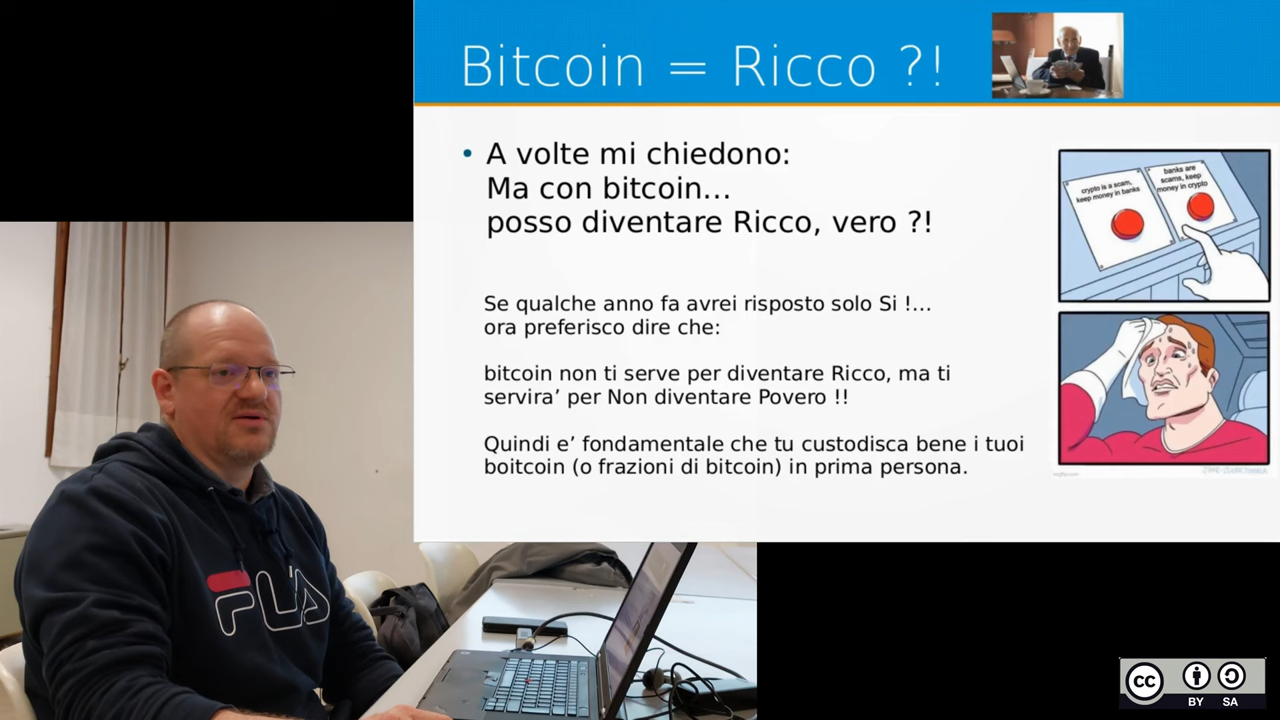 Bitcoin = Ricco ?!
• A volte mi chiedono:
Ma con bitcoin...
posso diventare Ricco, vero ?!
Se qualche anno fa avrei risposto solo Si !...
ora preferisco dire che:
bitcoin non ti serve per diventare Ricco, ma ti
servira’ per Non diventare Povero !!
Quindi e’ fondamentale che tu custodisca bene i tuoi
boitcoin (o frazioni di bitcoin) in prima persona.
crypto is a scam,
keep money in banks
banks are
scams, keep
money in crypto
FILA
cc
BY SA